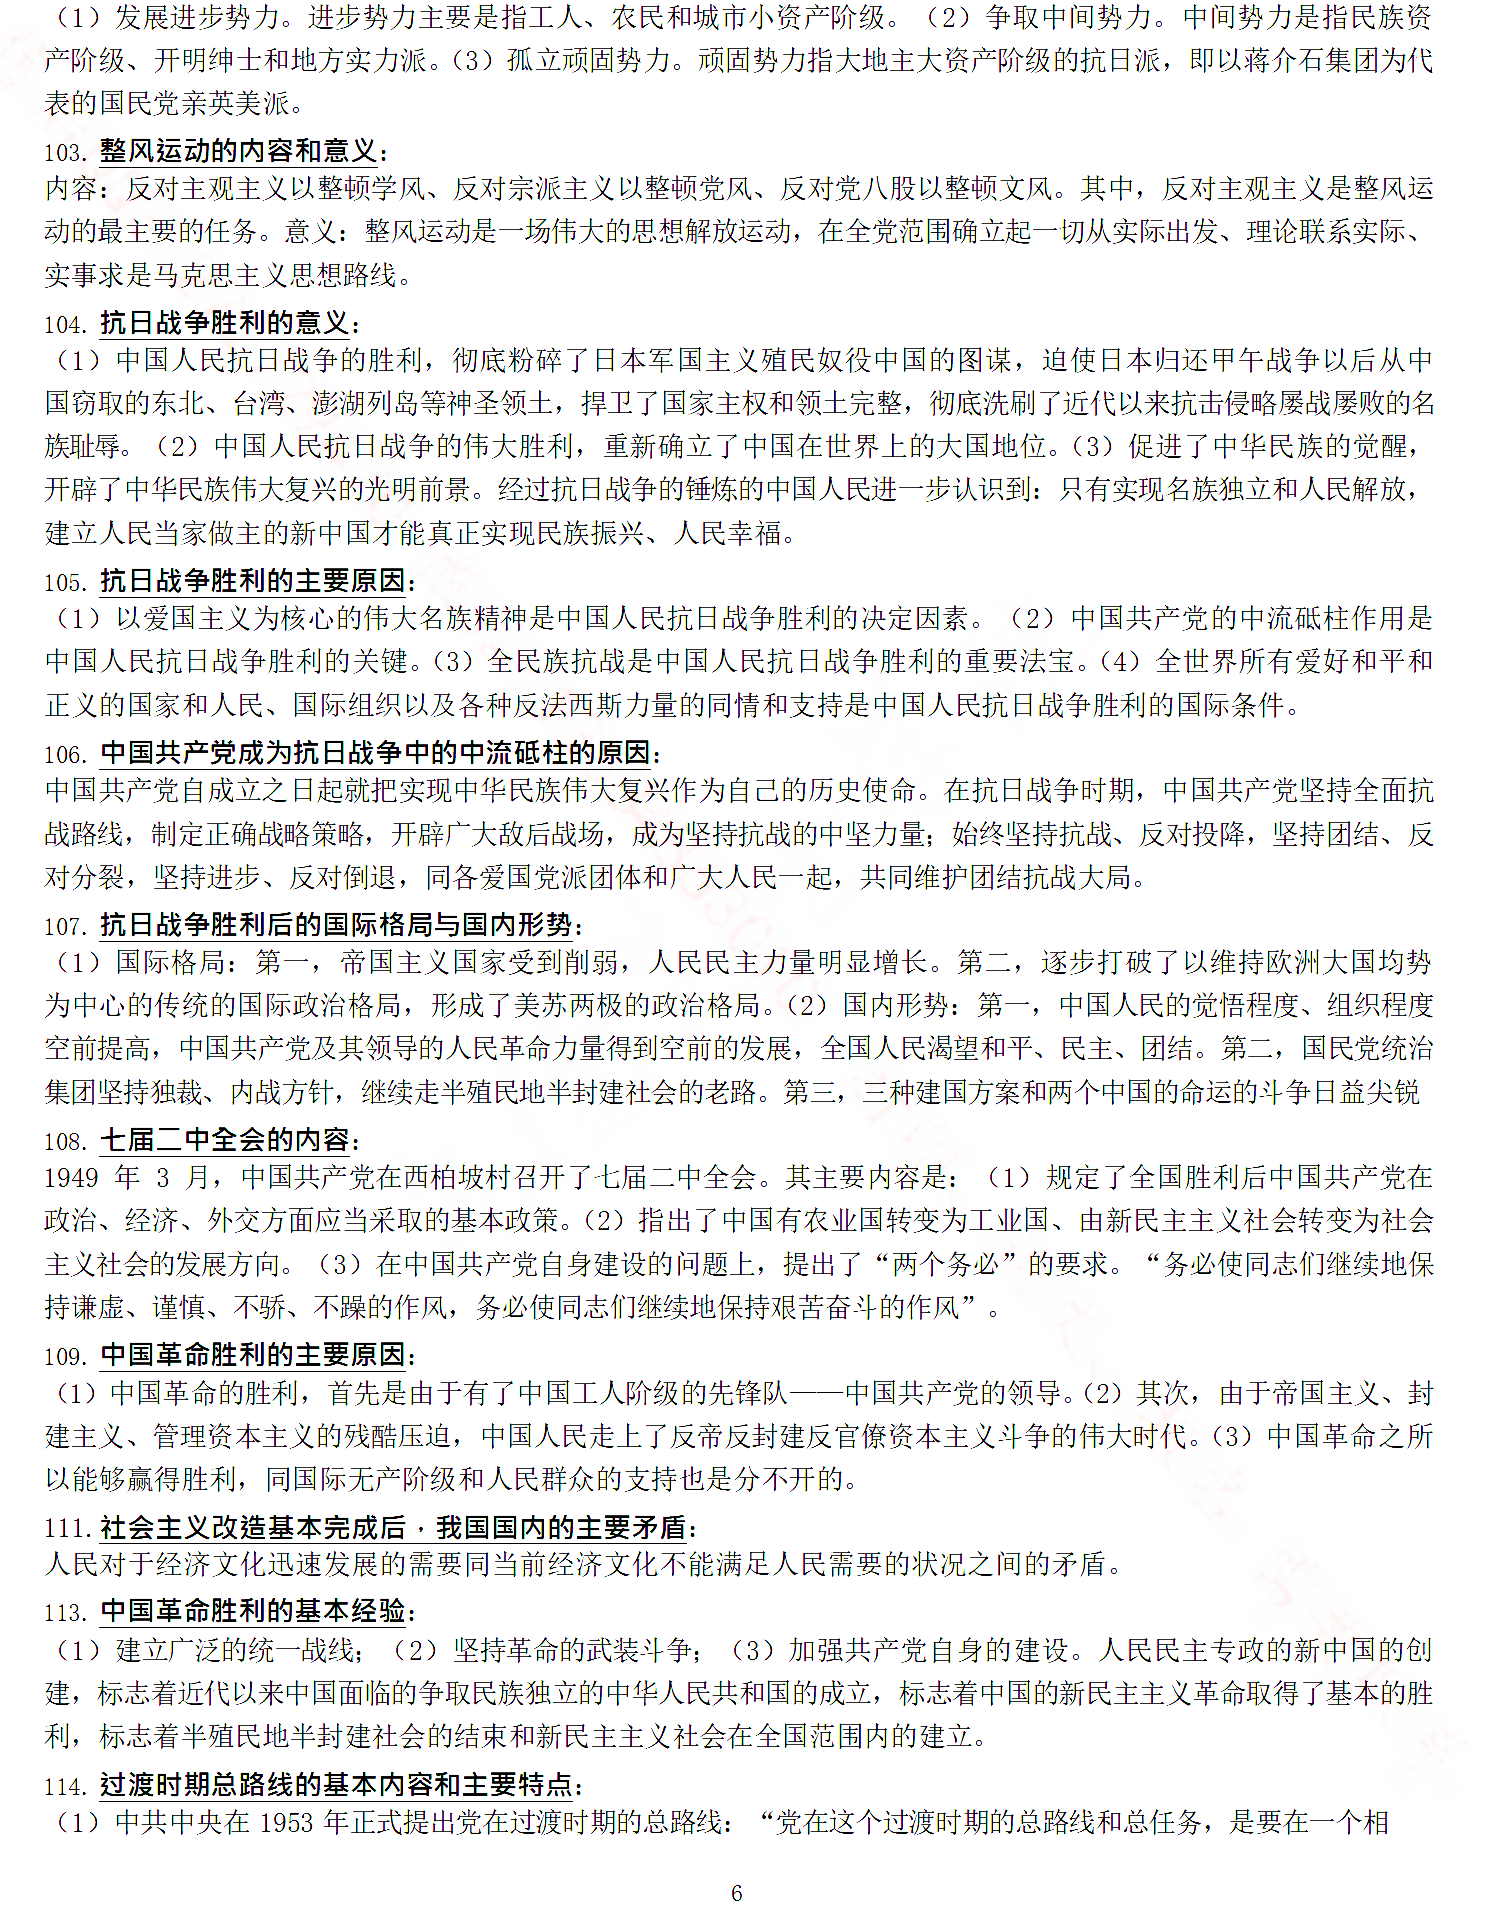 （1）发展进步势力。进步势力主要是指工人、农民和城市小资产阶级。（2）争取中间势力。中间势力是指民族资
产阶级、开明绅士和地方实力派。（3）孤立顽固势力。顽固势力指大地主大资产阶级的抗日派，即以蒋介石集团为代
表的国民党亲英美派。
103. 整风运动的内容和意义：
内容：反对主观主义以整顿学风、反对宗派主义以整顿党风、反对党八股以整顿文风。其中，反对主观主义是整风运
动的最主要的任务。意义：整风运动是一场伟大的思想解放运动，在全党范围确立起一切从实际出发、理论联系实际、
实事求是马克思主义思想路线。
104. 抗日战争胜利的意义：
（1）中国人民抗日战争的胜利，彻底粉碎了日本军国主义殖民奴役中国的图谋，迫使日本归还甲午战争以后从中
国窃取的东北、台湾、澎湖列岛等神圣领土，捍卫了国家主权和领土完整，彻底洗刷了近代以来抗击侵略屡战屡败的名
族耻辱。（2）中国人民抗日战争的伟大胜利，重新确立了中国在世界上的大国地位。（3）促进了中华民族的觉醒，
开辟了中华民族伟大复兴的光明前景。经过抗日战争的锤炼的中国人民进一步认识到：只有实现名族独立和人民解放，
建立人民当家做主的新中国才能真正实现民族振兴、人民幸福。
105. 抗日战争胜利的主要原因：
（1）以爱国主义为核心的伟大名族精神是中国人民抗日战争胜利的决定因素。（2）中国共产党的中流砥柱作用是
中国人民抗日战争胜利的关键。（3）全民族抗战是中国人民抗日战争胜利的重要法宝。（4）全世界所有爱好和平和
正义的国家和人民、国际组织以及各种反法西斯力量的同情和支持是中国人民抗日战争胜利的国际条件。
106. 中国共产党成为抗日战争中的中流砥柱的原因：
中国共产党自成立之日起就把实现中华民族伟大复兴作为自己的历史使命。在抗日战争时期，中国共产党坚持全面抗
战路线，制定正确战略策略，开辟广大敌后战场，成为坚持抗战的中坚力量；始终坚持抗战、反对投降，坚持团结、反
对分裂，坚持进步、反对倒退，同各爱国党派团体和广大人民一起，共同维护团结抗战大局。
107. 抗日战争胜利后的国际格局与国内形势：
（1）国际格局：第一，帝国主义国家受到削弱，人民民主力量明显增长。第二，逐步打破了以维持欧洲大国均势
为中心的传统的国际政治格局，形成了美苏两极的政治格局。（2）国内形势：第一，中国人民的觉悟程度、组织程度
空前提高，中国共产党及其领导的人民革命力量得到空前的发展，全国人民渴望和平、民主、团结。第二，国民党统治
集团坚持独裁、内战方针，继续走半殖民地半封建社会的老路。第三，三种建国方案和两个中国的命运的斗争日益尖锐
108. 七届二中全会的内容：
1949 年 3 月，中国共产党在西柏坡村召开了七届二中全会。其主要内容是：（1）规定了全国胜利后中国共产党在
政治、经济、外交方面应当采取的基本政策。（2）指出了中国有农业国转变为工业国、由新民主主义社会转变为社会
主义社会的发展方向。（3）在中国共产党自身建设的问题上，提出了“两个务必”的要求。“务必使同志们继续地保
持谦虚、谨慎、不骄、不躁的作风，务必使同志们继续地保持艰苦奋斗的作风”。
109. 中国革命胜利的主要原因：
（1）中国革命的胜利，首先是由于有了中国工人阶级的先锋队——中国共产党的领导。（2）其次，由于帝国主义、封
建主义、管理资本主义的残酷压迫，中国人民走上了反帝反封建反官僚资本主义斗争的伟大时代。（3）中国革命之所
以能够赢得胜利，同国际无产阶级和人民群众的支持也是分不开的。
111. 社会主义改造基本完成后，我国国内的主要矛盾：
人民对于经济文化迅速发展的需要同当前经济文化不能满足人民需要的状况之间的矛盾。
113. 中国革命胜利的基本经验：
（1）建立广泛的统一战线；（2）坚持革命的武装斗争；（3）加强共产党自身的建设。人民民主专政的新中国的创
建，标志着近代以来中国面临的争取民族独立的中华人民共和国的成立，标志着中国的新民主主义革命取得了基本的胜
利，标志着半殖民地半封建社会的结束和新民主主义社会在全国范围内的建立。
114. 过渡时期总路线的基本内容和主要特点：
（1）中共中央在 1953 年正式提出党在过渡时期的总路线：“党在这个过渡时期的总路线和总任务，是要在一个相
6